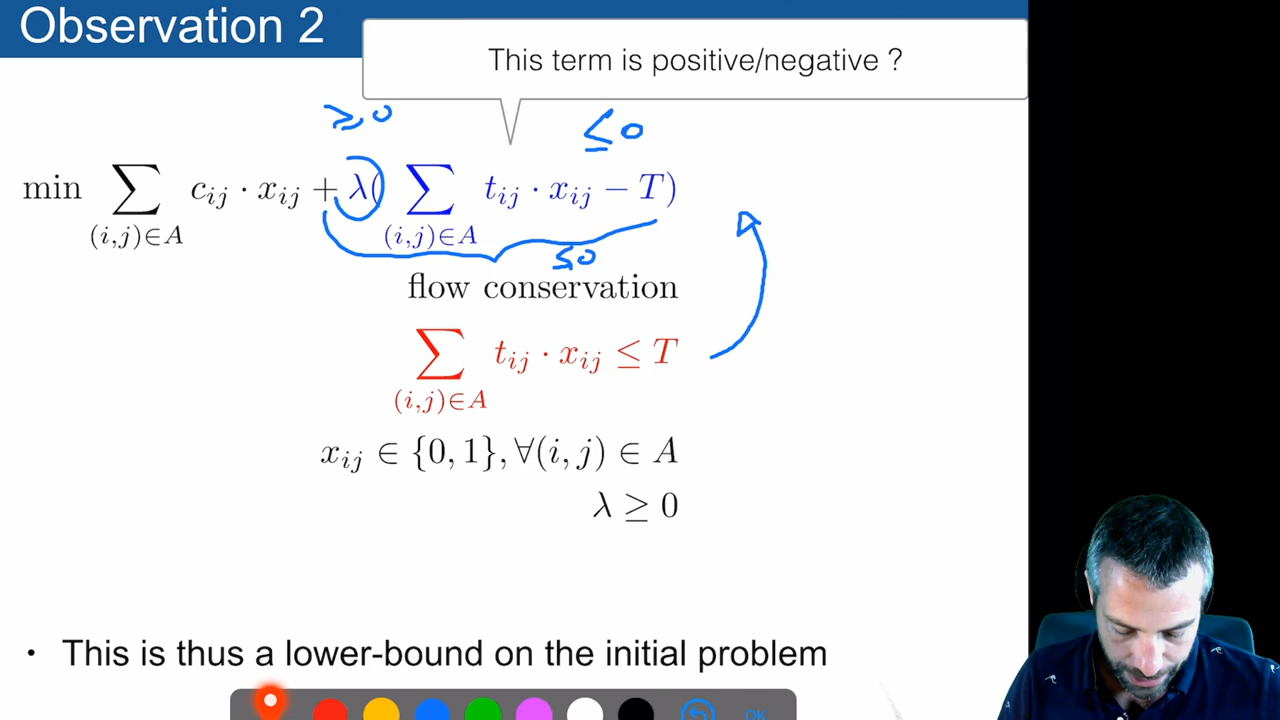 Observation 2
This term is positive/negative ?
≥0 ≤0
min ∑ c_{ij} · x_{ij} + λ( ∑ t_{ij} · x_{ij} − T)
(i,j)∈A (i,j)∈A
≤0
flow conservation
∑ t_{ij} · x_{ij} ≤ T
(i,j)∈A
x_{ij} ∈ {0, 1}, ∀(i, j) ∈ A
λ ≥ 0
• This is thus a lower-bound on the initial problem
OK